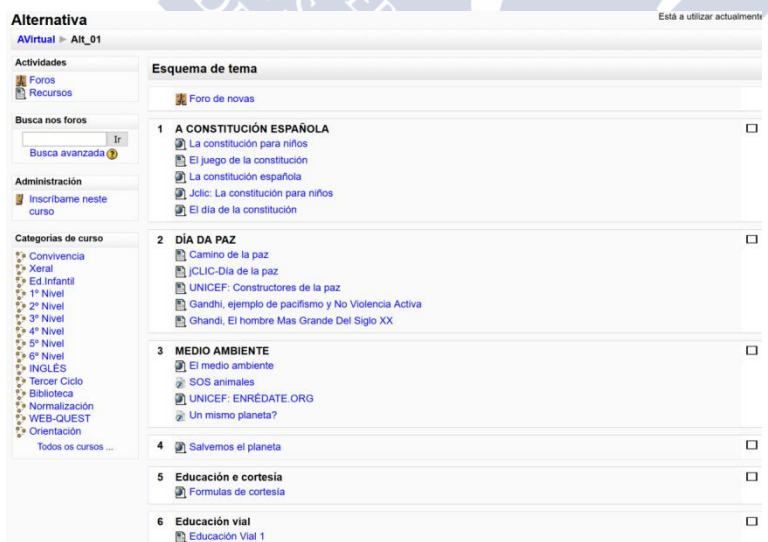 Alternativa
Está a utilizar actualmente
AVirtual ► Alt_01
Actividades
Foros
Recursos
Busca nos foros
Ir
Busca avanzada ?
Administración
Inscríbame neste
curso
Categorías de curso
Convivencia
Xeral
Ed.Infantil
1º Nivel
2º Nivel
3º Nivel
4º Nivel
5º Nivel
6º Nivel
INGLÉS
Tercer Ciclo
Biblioteca
Normalización
WEB-QUEST
Orientación
Todos os cursos ...
Esquema de tema
Foro de novas
1 A CONSTITUCIÓN ESPAÑOLA
La constitución para niños
El juego de la constitución
La constitución española
Jclic: La constitución para niños
El día de la constitución
2 DÍA DA PAZ
Camino de la paz
jCLIC-Día de la paz
UNICEF: Constructores de la paz
Gandhi, ejemplo de pacifismo y No Violencia Activa
Ghandi, El hombre Mas Grande Del Siglo XX
3 MEDIO AMBIENTE
El medio ambiente
SOS animales
UNICEF: ENRÉDATE.ORG
Un mismo planeta?
4 Salvemos el planeta
5 Educación e cortesía
Formulas de cortesía
6 Educación vial
Educación Vial 1